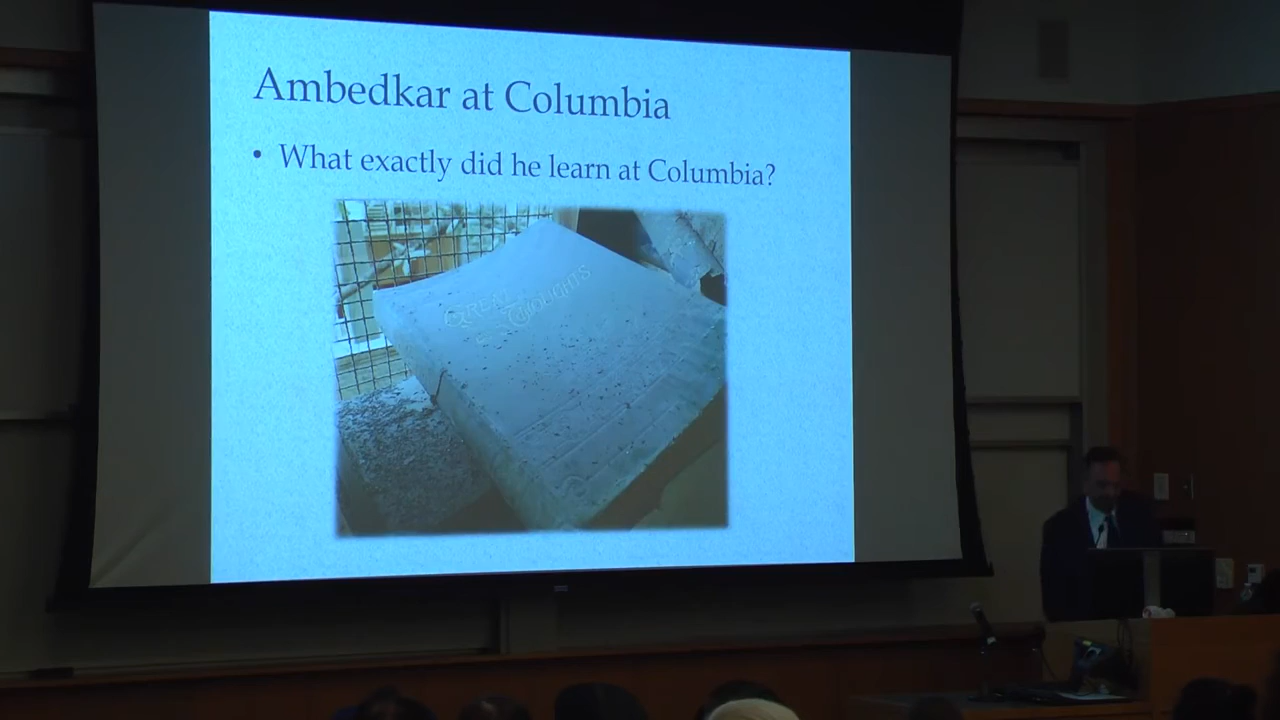 Ambedkar at Columbia
• What exactly did he learn at Columbia?
GREAT
THOUGHTS